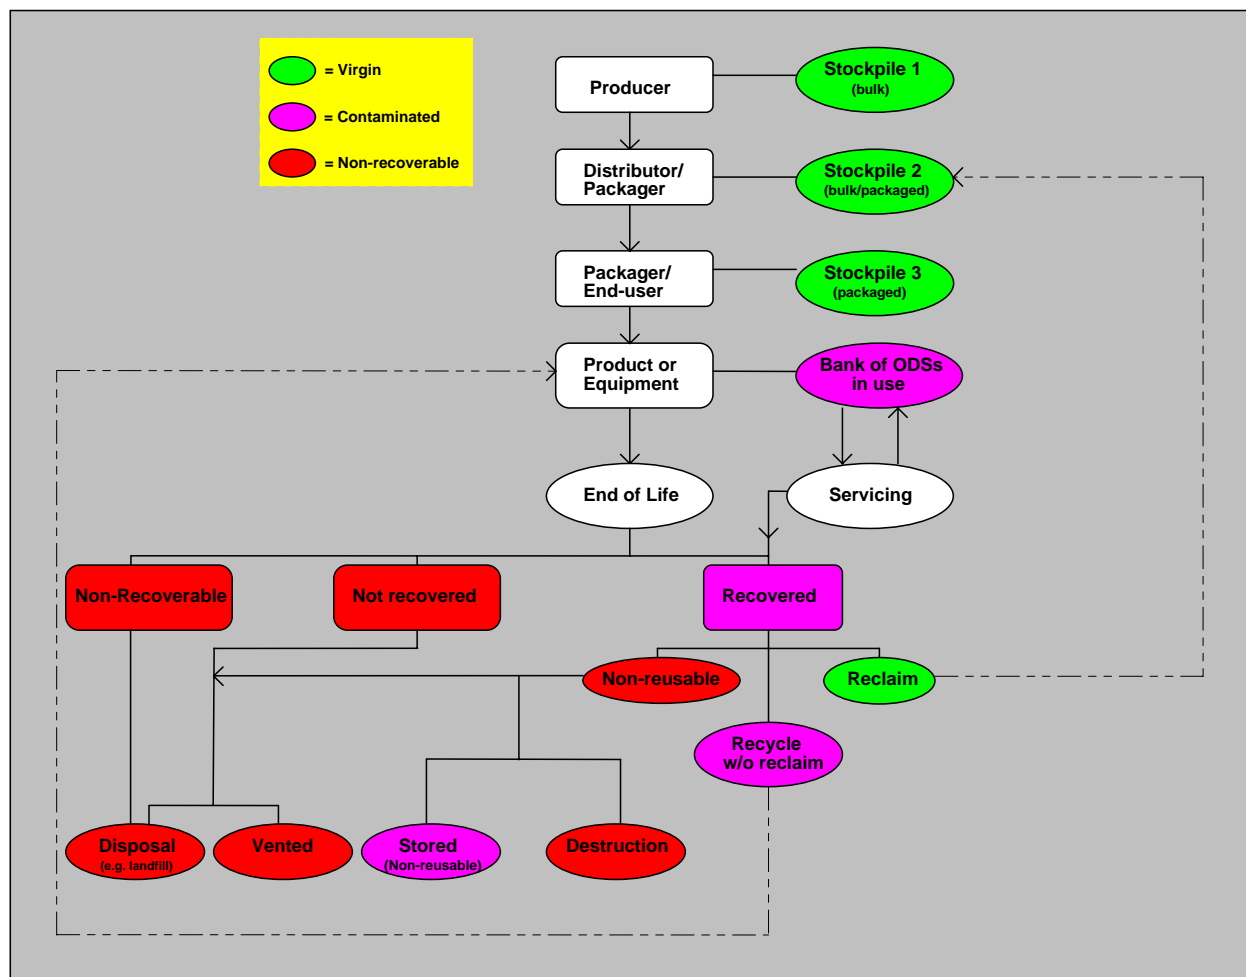 = Virgin
= Contaminated
= Non-recoverable
Producer
Stockpile 1
(bulk)
Distributor/
Packager
Stockpile 2
(bulk/packaged)
Packager/
End-user
Stockpile 3
(packaged)
Product or
Equipment
Bank of ODSs
in use
End of Life
Servicing
Non-Recoverable
Not recovered
Recovered
Non-reusable
Reclaim
Recycle
w/o reclaim
Disposal
(e.g. landfill)
Vented
Stored
(Non-reusable)
Destruction